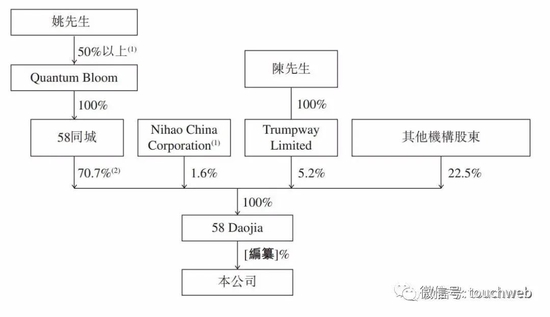 姚先生
50%以上(1)
Quantum Bloom
陳先生
100%
100%
58同城
Nihao China
Corporation(1)
Trumpway
Limited
其他機構股東
70.7%(2)
1.6%
5.2%
22.5%
100%
58 Daojia
[編纂]%
本公司
微信号: touchweb